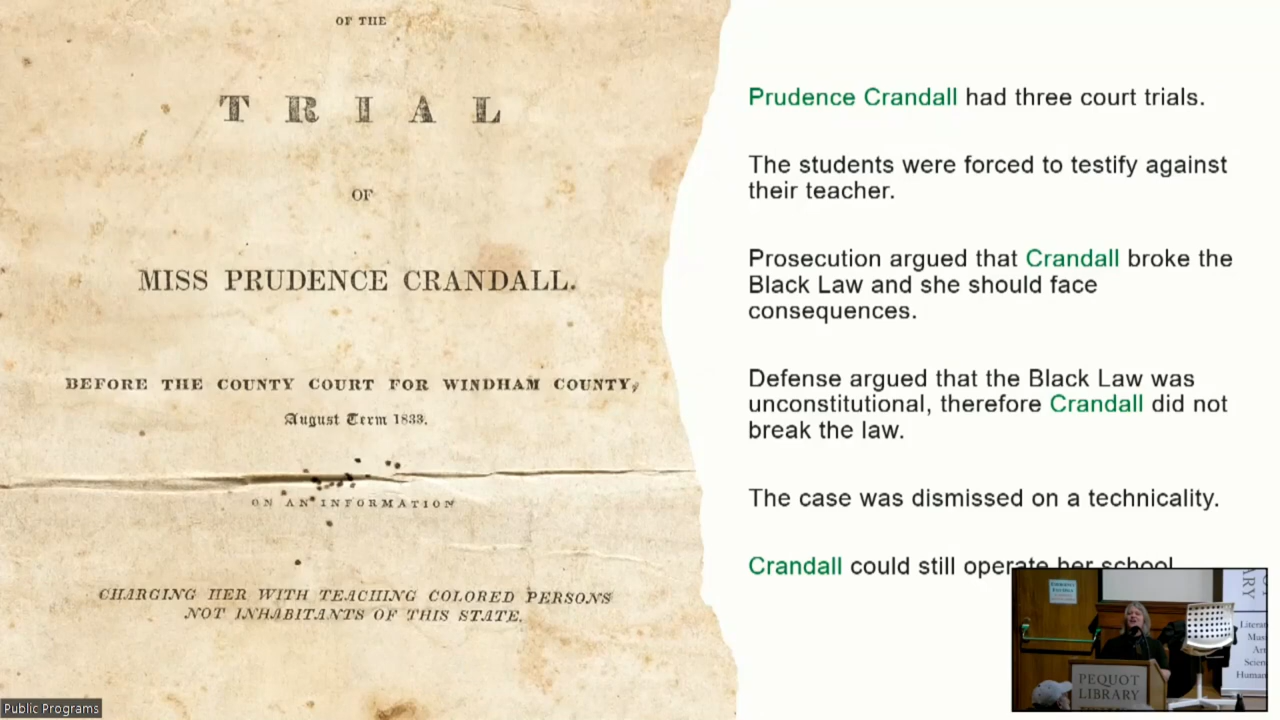 OF THE
TRIAL
OF
MISS PRUDENCE CRANDALL.
BEFORE THE COUNTY COURT FOR WINDHAM COUNTY,
August Term 1833.
ON AN INFORMATION
CHARGING HER WITH TEACHING COLORED PERSONS
NOT INHABITANTS OF THIS STATE.
Prudence Crandall had three court trials.
The students were forced to testify against
their teacher.
Prosecution argued that Crandall broke the
Black Law and she should face
consequences.
Defense argued that the Black Law was
unconstitutional, therefore Crandall did not
break the law.
The case was dismissed on a technicality.
Crandall could still operate her school
PEQUOT
LIBRARY
Public Programs